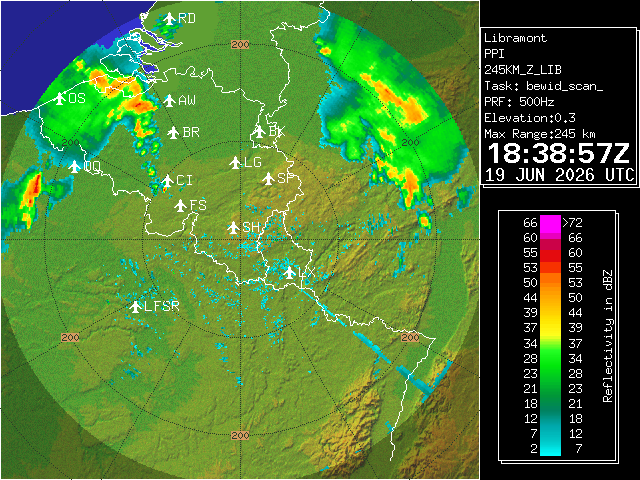 RD
200
OS
AW
BR
BK
200
QQ
LG
CI
SP
FS
SH
LX
LFSR
200
200
200
Libramont
PPI
245KM_Z_LIB
Task: bewid_scan_
PRF: 500Hz
Elevation:0.3
Max Range:245 km
18:38:57Z
19 JUN 2026 UTC
66 >72
60 66
55 60
53 55
50 53
44 50
39 44
37 39
34 37
28 34
23 28
21 23
18 21
12 18
7 12
2 7
Reflectivity in dBZ